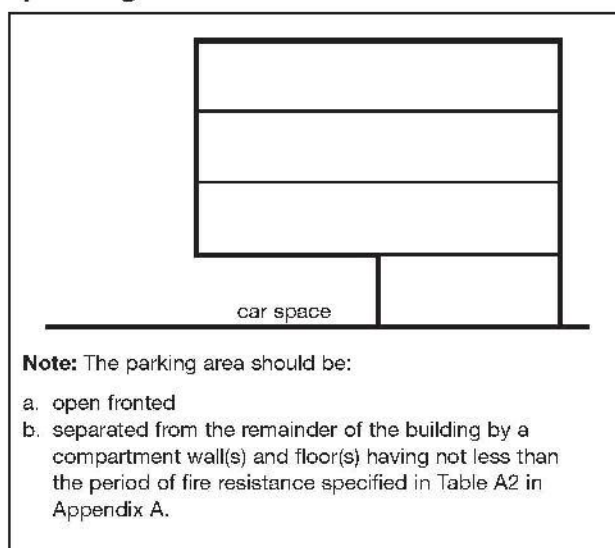 car space
Note: The parking area should be:
a. open fronted
b. separated from the remainder of the building by a
compartment wall(s) and floor(s) having not less than
the period of fire resistance specified in Table A2 in
Appendix A.